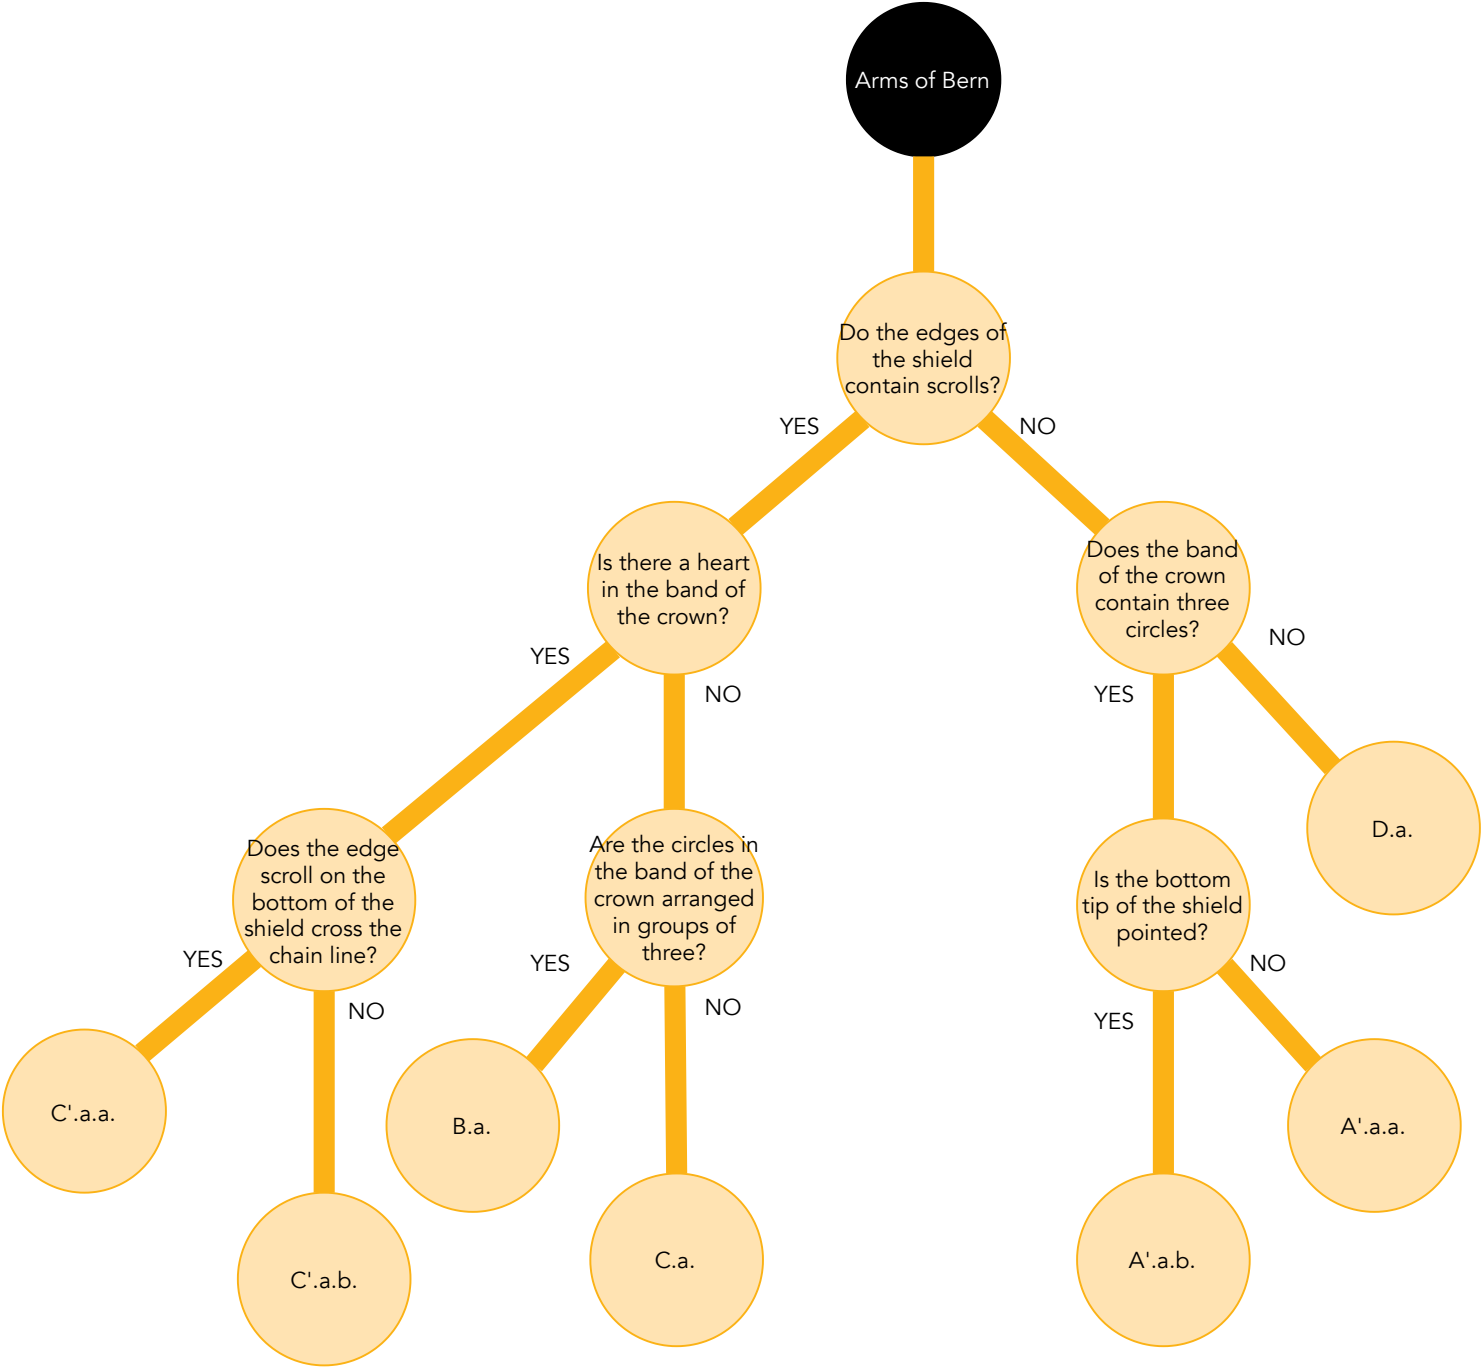 Arms of Bern
Do the edges of
the shield
contain scrolls?
YES
NO
Is there a heart
in the band of
the crown?
Does the band
of the crown
contain three
circles?
YES
NO
YES
NO
Does the edge
scroll on the
bottom of the
shield cross the
chain line?
Are the circles in
the band of the
crown arranged
in groups of
three?
Is the bottom
tip of the shield
pointed?
D.a.
YES
NO
YES
NO
YES
NO
C'.a.a.
C'.a.b.
B.a.
C.a.
A'.a.b.
A'.a.a.